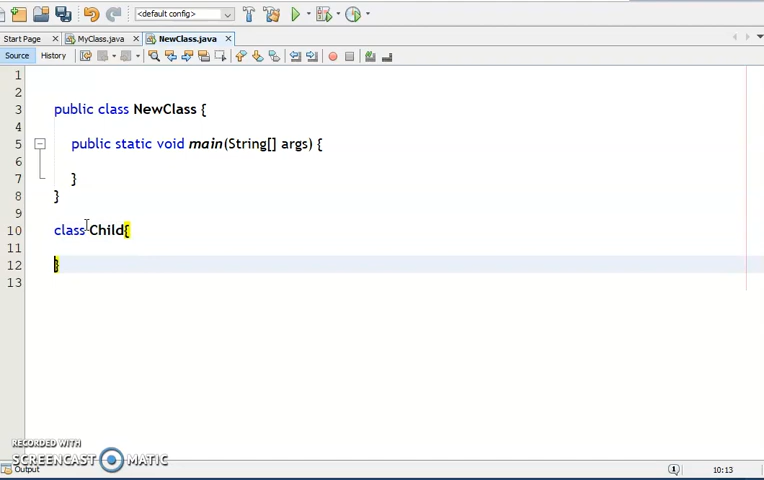 <default config>
Start Page MyClass.java NewClass.java
Source History
1
2
3 public class NewClass {
4
5 public static void main(String[] args) {
6
7 }
8 }
9
10 class Child{
11
12 }
13
RECORDED WITH
SCREENCAST MATIC
Output 1 10:13